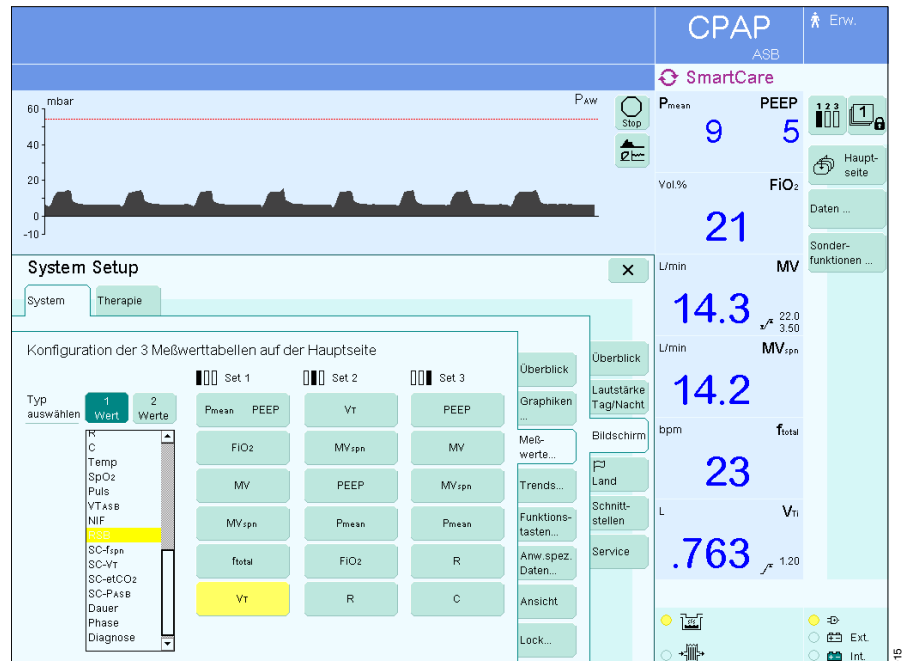 CPAP
ASB
Erw.
SmartCare
mbar
PAW
60
40
20
0
-10
Stop
Pmean PEEP
9 5
1 2 3
1
Haupt-
seite
Vol.% FiO2
21
Daten ...
Sonder-
funktionen ...
L/min MV
14.3
22.0
3.50
L/min MVspn
14.2
bpm ftotal
23
L VTi
.763
1.20
Ext.
Int.
System Setup
System Therapie
Konfiguration der 3 Meßwerttabellen auf der Hauptseite
Set 1 Set 2 Set 3
Typ
auswählen
1
Wert
2
Werte
R
C
Temp
SpO2
Puls
VTASB
NIF
RSB
SC-fspn
SC-VT
SC-etCO2
SC-PASB
Dauer
Phase
Diagnose
Pmean PEEP VT PEEP
FiO2 MVspn MV
MV PEEP MVspn
MVspn Pmean Pmean
ftotal FiO2 R
VT R C
Überblick
Graphiken
...
Meß-
werte...
Trends...
Funktions-
tasten...
Anw.spez.
Daten...
Ansicht
Lock...
Überblick
Lautstärke
Tag/Nacht
Bildschirm
Land
Schnitt-
stellen
Service
15